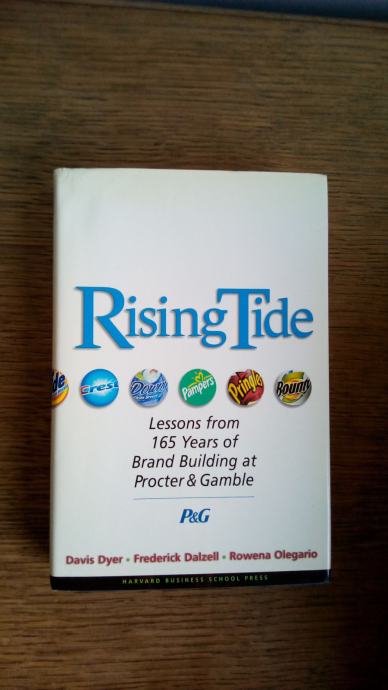 Rising Tide
ide
Crest
Downy
Pampers
Pringles
Bounty
Lessons from
165 Years of
Brand Building at
Procter & Gamble
P&G
Davis Dyer • Frederick Dalzell • Rowena Olegario
HARVARD BUSINESS SCHOOL PRESS